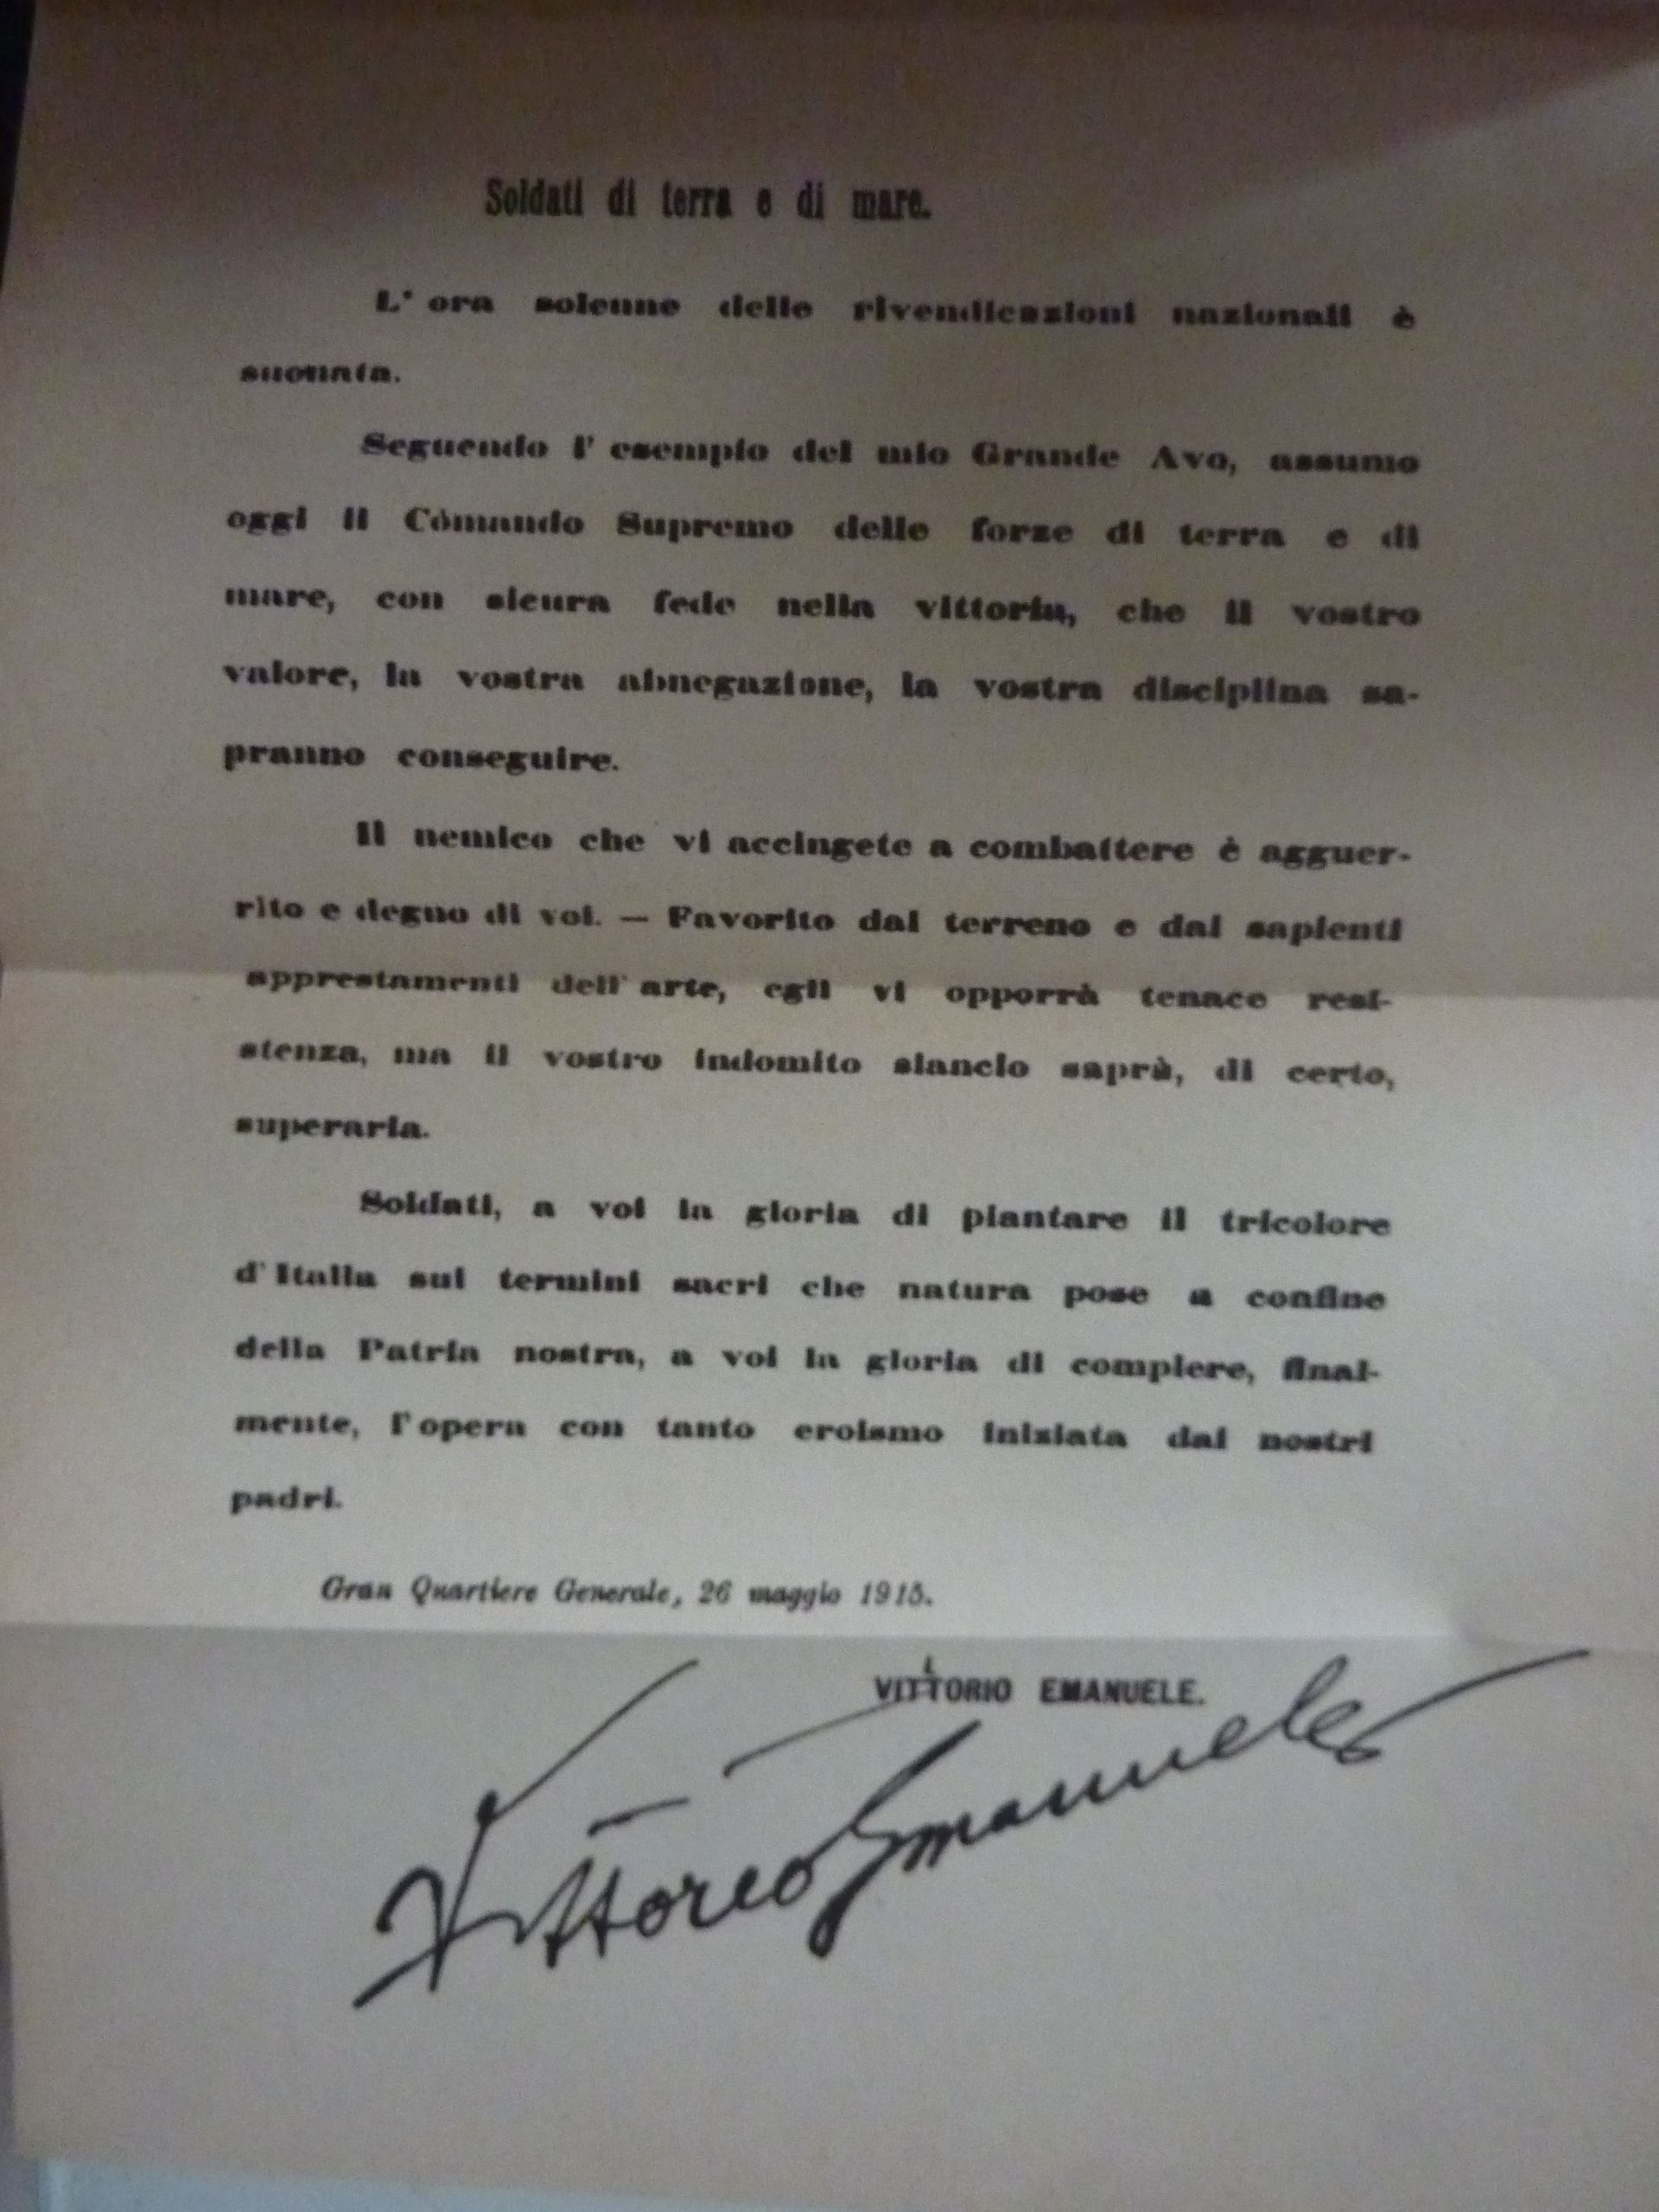 Soldati di terra e di mare.
L' ora solenne delle rivendicazioni nazionali è
suonata.
Seguendo l' esempio del mio Grande Avo, assumo
oggi il Comando Supremo delle forze di terra e di
mare, con sicura fede nella vittoria, che il vostro
valore, la vostra abnegazione, la vostra disciplina sa-
pranno conseguire.
Il nemico che vi accingete a combattere è agguer-
rito e degno di voi. — Favorito dal terreno e dai sapienti
apprestamenti dell' arte, egli vi opporrà tenace resi-
stenza, ma il vostro indomito slancio saprà, di certo,
superarla.
Soldati, a voi la gloria di piantare il tricolore
d' Italia sui termini sacri che natura pose a confine
della Patria nostra, a voi la gloria di compiere, final-
mente, l'opera con tanto eroismo iniziata dai nostri
padri.
Gran Quartiere Generale, 26 maggio 1915.
VITTORIO EMANUELE.
Vittorio Emanuele